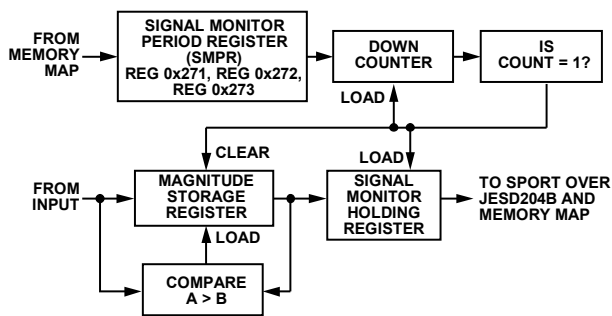 FROM
MEMORY
MAP
SIGNAL MONITOR
PERIOD REGISTER
(SMPR)
REG 0x271, REG 0x272,
REG 0x273
DOWN
COUNTER
IS
COUNT = 1?
LOAD
CLEAR
LOAD
FROM
INPUT
MAGNITUDE
STORAGE
REGISTER
SIGNAL
MONITOR
HOLDING
REGISTER
TO SPORT OVER
JESD204B AND
MEMORY MAP
LOAD
COMPARE
A > B